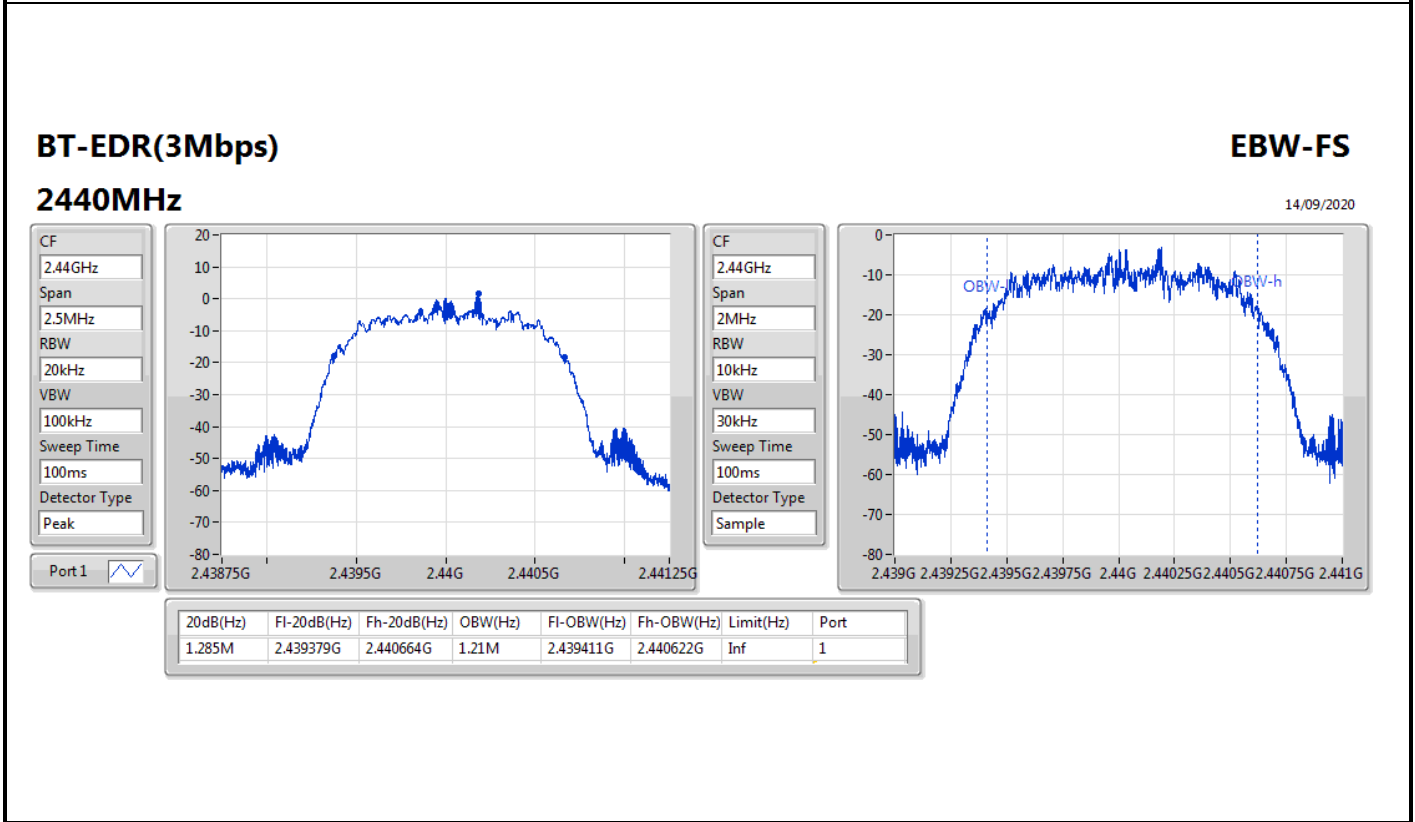 BT-EDR(3Mbps)
EBW-FS
2440MHz
14/09/2020
CF
2.44GHz
Span
2.5MHz
RBW
20kHz
VBW
100kHz
Sweep Time
100ms
Detector Type
Peak
Port 1
20
10
0
-10
-20
-30
-40
-50
-60
-70
-80
2.43875G 2.4395G 2.44G 2.4405G 2.44125G
CF
2.44GHz
Span
2MHz
RBW
10kHz
VBW
30kHz
Sweep Time
100ms
Detector Type
Sample
0
-10
-20
-30
-40
-50
-60
-70
-80
OBW-
OBW-h
2.439G 2.43925G 2.4395G 2.43975G 2.44G 2.44025G 2.4405G 2.44075G 2.441G
20dB(Hz) Fl-20dB(Hz) Fh-20dB(Hz) OBW(Hz) Fl-OBW(Hz) Fh-OBW(Hz) Limit(Hz) Port
1.285M 2.439379G 2.440664G 1.21M 2.439411G 2.440622G Inf 1